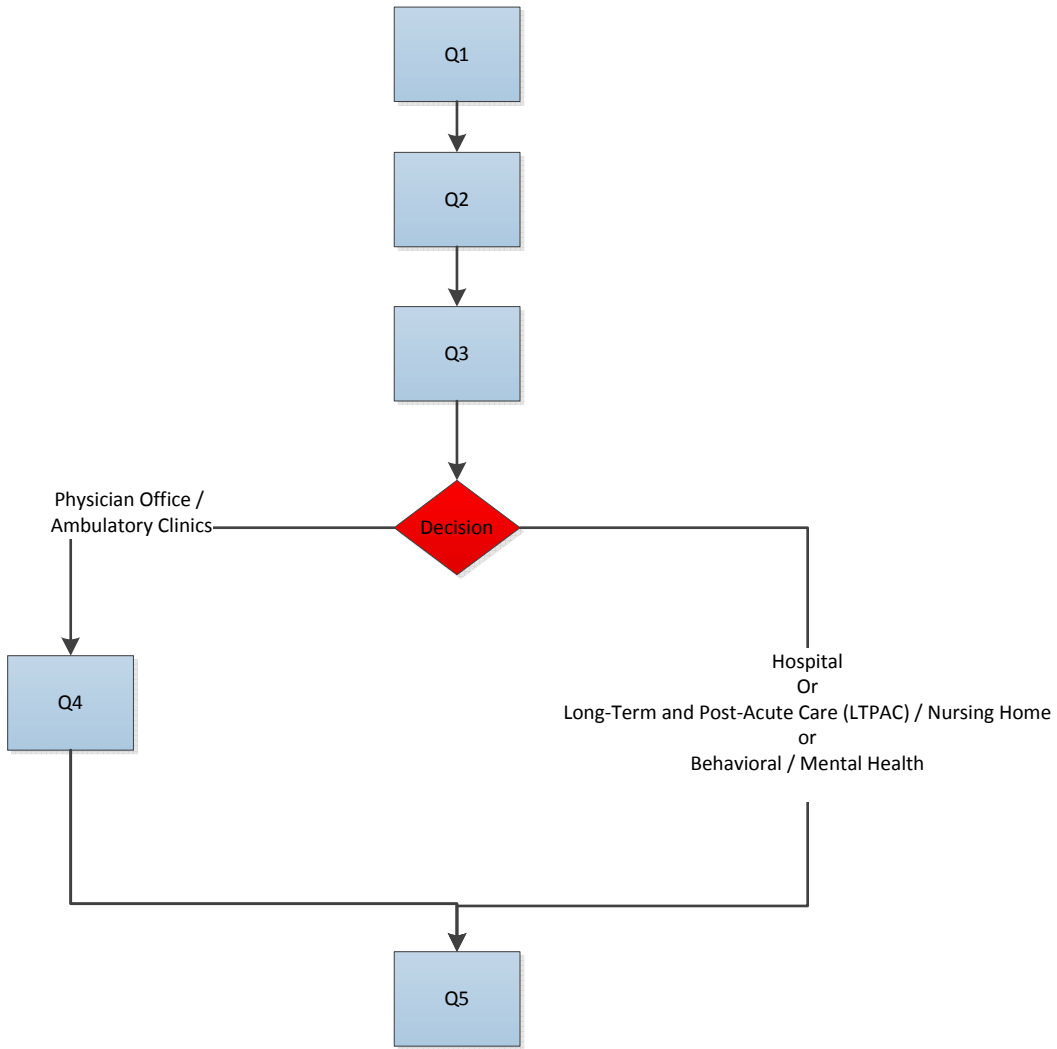 Q1
Q2
Q3
Decision
Physician Office /
Ambulatory Clinics
Q4
Hospital
Or
Long-Term and Post-Acute Care (LTPAC) / Nursing Home
or
Behavioral / Mental Health
Q5